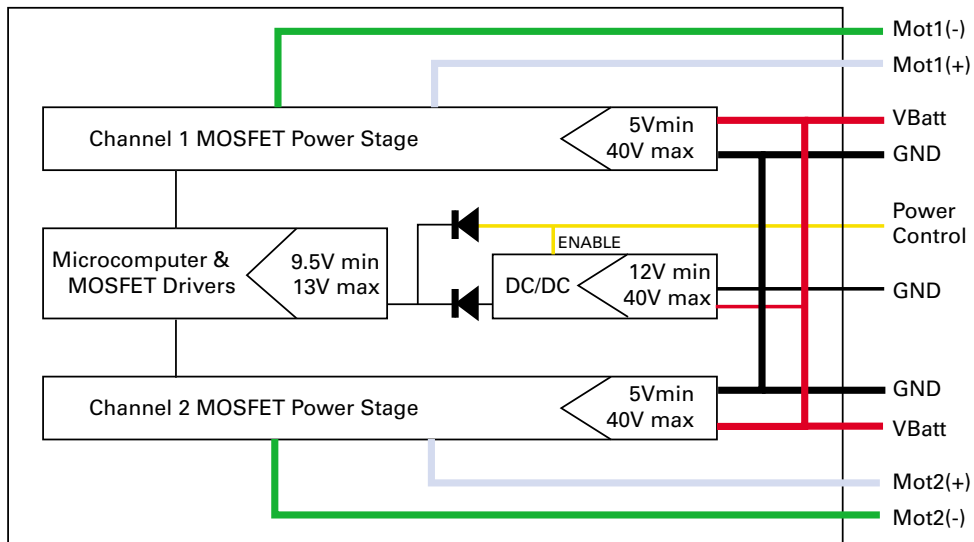 Mot1(-)
Mot1(+)
Channel 1 MOSFET Power Stage
5Vmin
40V max
VBatt
GND
Power
Control
ENABLE
Microcomputer &
MOSFET Drivers
9.5V min
13V max
DC/DC
12V min
40V max
GND
Channel 2 MOSFET Power Stage
5Vmin
40V max
GND
VBatt
Mot2(+)
Mot2(-)